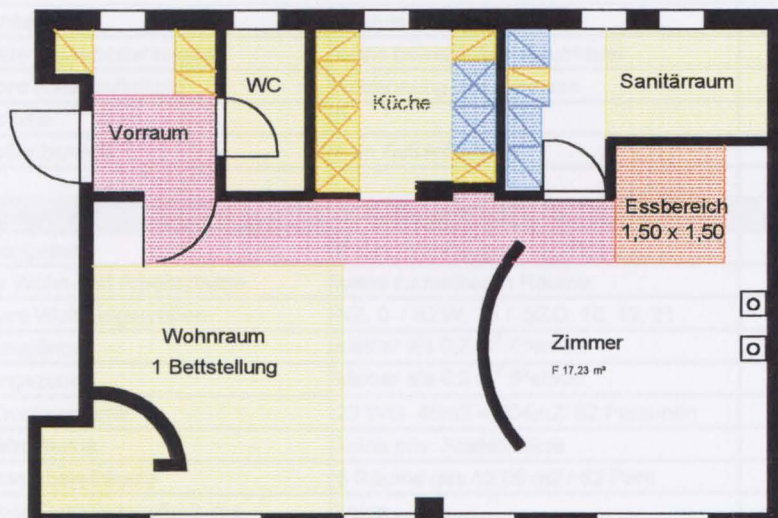 WC
Sanitärraum
Küche
Vorraum
Essbereich
1,50 x 1,50
Wohnraum
1 Bettstellung
Zimmer
F 17,23 m²